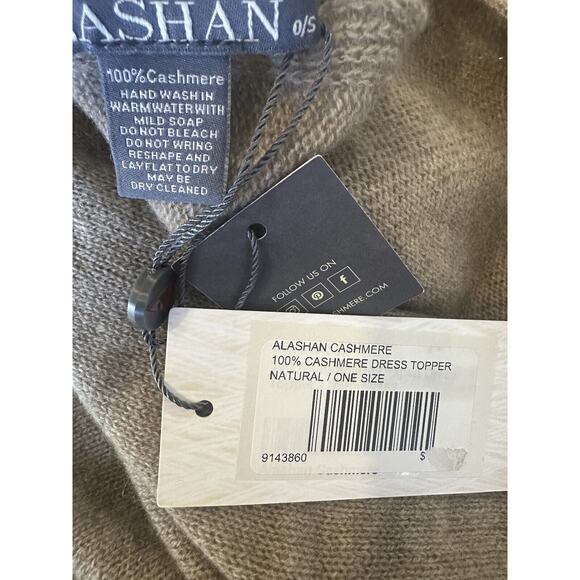 ASHAN
O/S
100%Cashmere
HAND WASH IN
WARM WATER WITH
MILD SOAP
DO NOT BLEACH
DO NOT WRING
RESHAPE AND
LAY FLAT TO DRY
MAY BE
DRY CLEANED
FOLLOW US ON
SHMERE.COM
ALASHAN CASHMERE
100% CASHMERE DRESS TOPPER
NATURAL / ONE SIZE
9143860 $